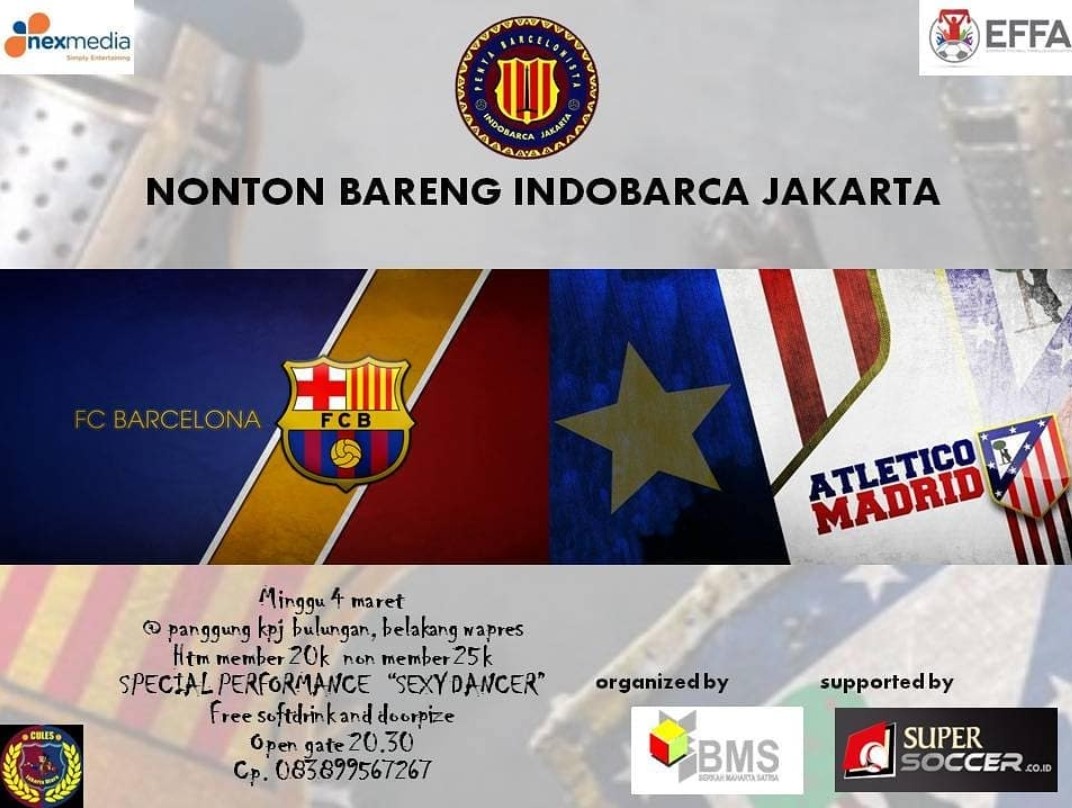 nexmedia
Simply Entertaining
EFFA
PENYA BARCELONISTA
INDOBARCA JAKARTA
NONTON BARENG INDOBARCA JAKARTA
FC BARCELONA
FCB
ATLETICO
MADRID
Minggu 4 maret
@ panggung kpj bulungan, belakang wapres
Htm member 20k non member 25k
SPECIAL PERFORMANCE "SEXY DANCER"
Free softdrink and doorpize
Open gate 20.30
Cp. 083899567267
organized by
supported by
BMS
BERKAH MAHARTA SATRIA
SUPER
SOCCER.CO.ID
CULES